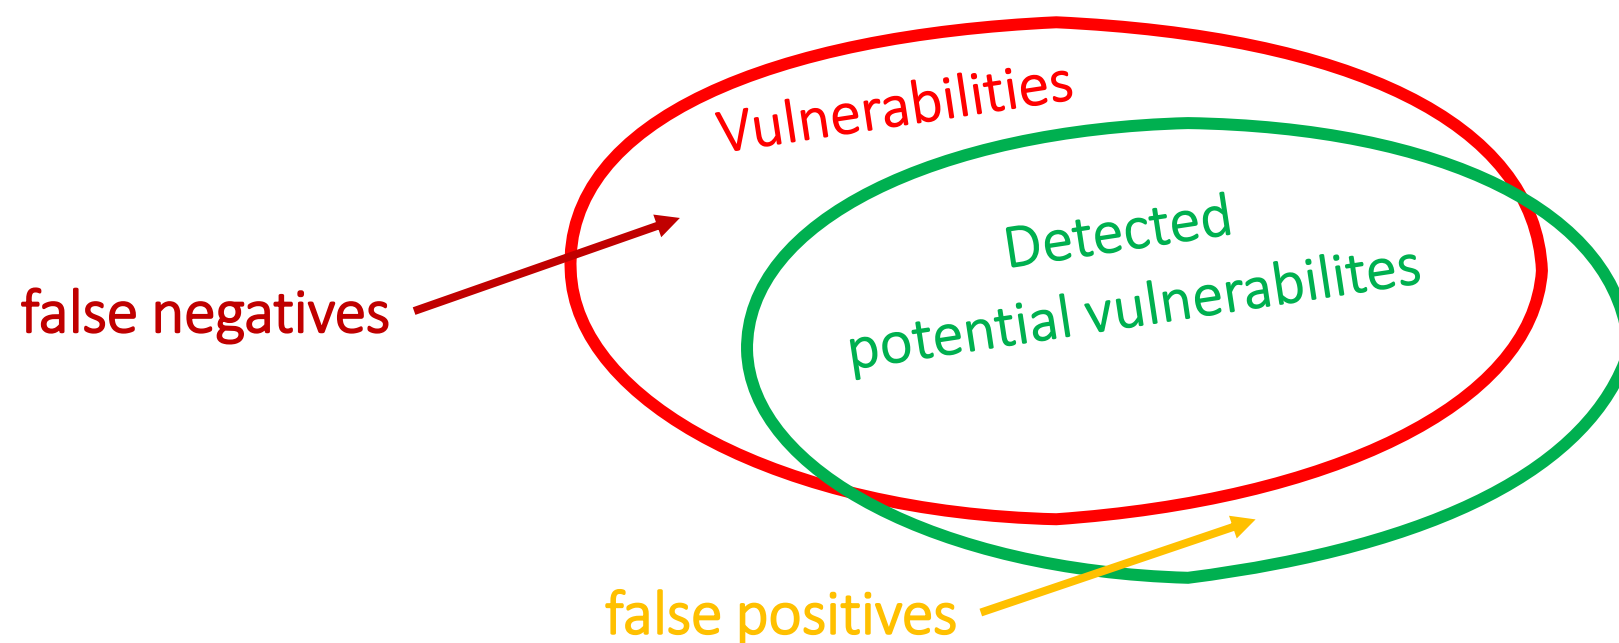 Vulnerabilities
Detected
potential vulnerabilites
false negatives
false positives